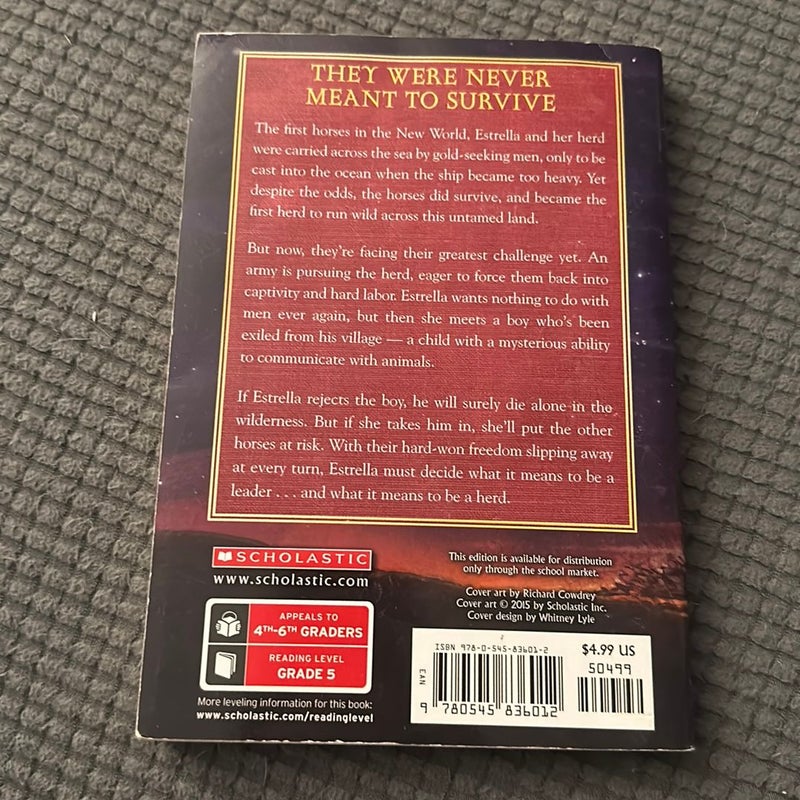 THEY WERE NEVER
MEANT TO SURVIVE
The first horses in the New World, Estrella and her herd
were carried across the sea by gold-seeking men, only to be
cast into the ocean when the ship became too heavy. Yet
despite the odds, the horses did survive, and became the
first herd to run wild across this untamed land.
But now, they're facing their greatest challenge yet. An
army is pursuing the herd, eager to force them back into
captivity and hard labor. Estrella wants nothing to do with
men ever again, but then she meets a boy who's been
exiled from his village — a child with a mysterious ability
to communicate with animals.
If Estrella rejects the boy, he will surely die alone in the
wilderness. But if she takes him in, she'll put the other
horses at risk. With their hard-won freedom slipping away
at every turn, Estrella must decide what it means to be a
leader . . . and what it means to be a herd.
SCHOLASTIC
www.scholastic.com
APPEALS TO
4TH–6TH GRADERS
READING LEVEL
GRADE 5
More leveling information for this book:
www.scholastic.com/readinglevel
This edition is available for distribution
only through the school market.
Cover art by Richard Cowdrey
Cover art © 2015 by Scholastic Inc.
Cover design by Whitney Lyle
2
ISBN 978-0-545-83601-2
$4.99 US
50499
EAN
9 780545 836012